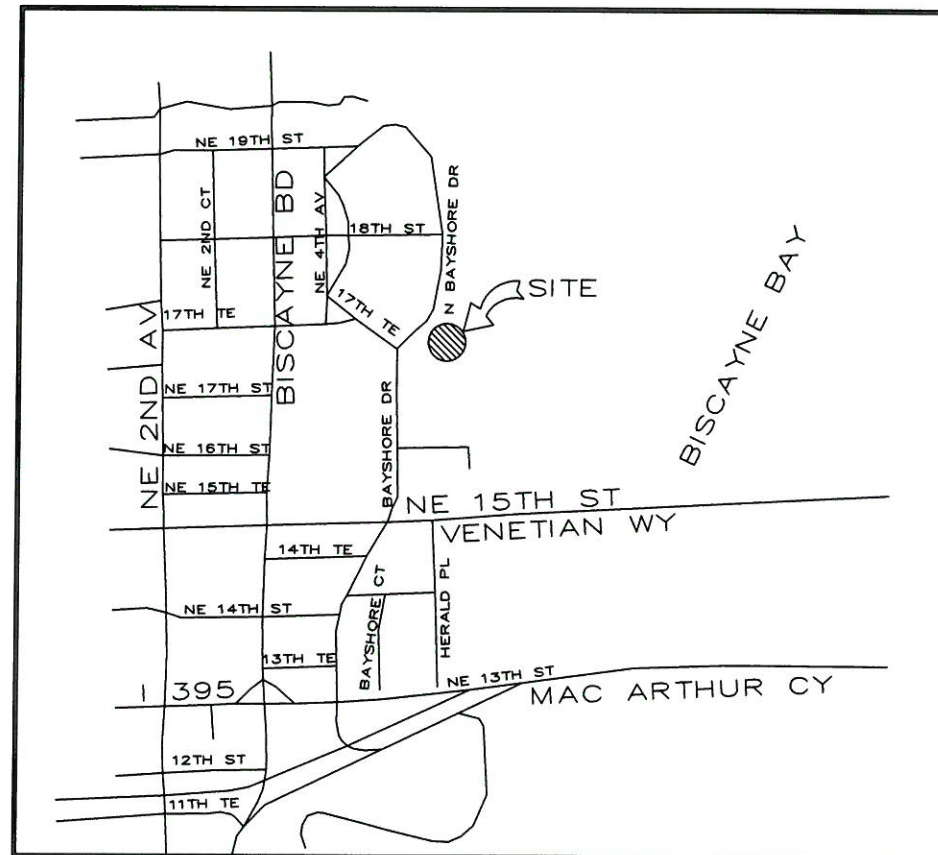 NE 19TH ST
NE 2ND CT
BISCAYNE BD
NE 4TH AV
18TH ST
N BAYSHORE DR
SITE
17TH TE
17TH TE
NE 2ND AV
BISCAYNE BAY
NE 17TH ST
BAYSHORE DR
NE 16TH ST
NE 15TH TE
NE 15TH ST
VENETIAN WY
14TH TE
BAYSHORE CT
HERALD PL
NE 14TH ST
13TH TE
NE 13TH ST
I 395
MAC ARTHUR CY
12TH ST
11TH TE